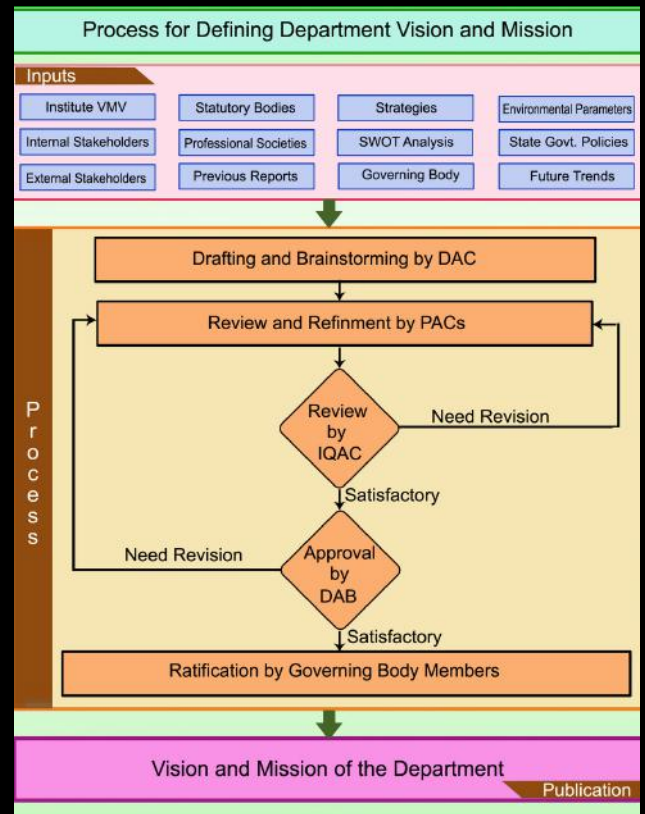 Process for Defining Department Vision and Mission
Inputs
Institute VMV
Statutory Bodies
Strategies
Environmental Parameters
Internal Stakeholders
Professional Societies
SWOT Analysis
State Govt. Policies
External Stakeholders
Previous Reports
Governing Body
Future Trends
Process
Drafting and Brainstorming by DAC
Review and Refinment by PACs
Review
by
IQAC
Need Revision
Satisfactory
Need Revision
Approval
by
DAB
Satisfactory
Ratification by Governing Body Members
Vision and Mission of the Department
Publication